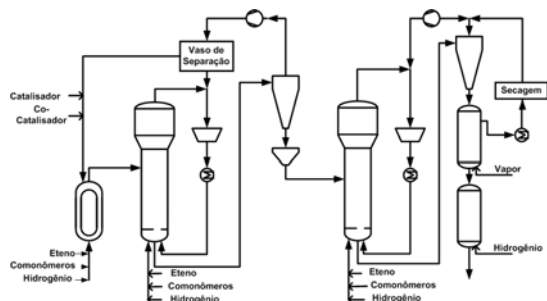 Vaso de
Separação
Catalisador
Co-
Catalisador
Secagem
Vapor
Eteno
Comonômeros
Hidrogênio
Eteno
Comonômeros
Hidrogênio
Eteno
Comonômeros
Hidrogênio
Hidrogênio